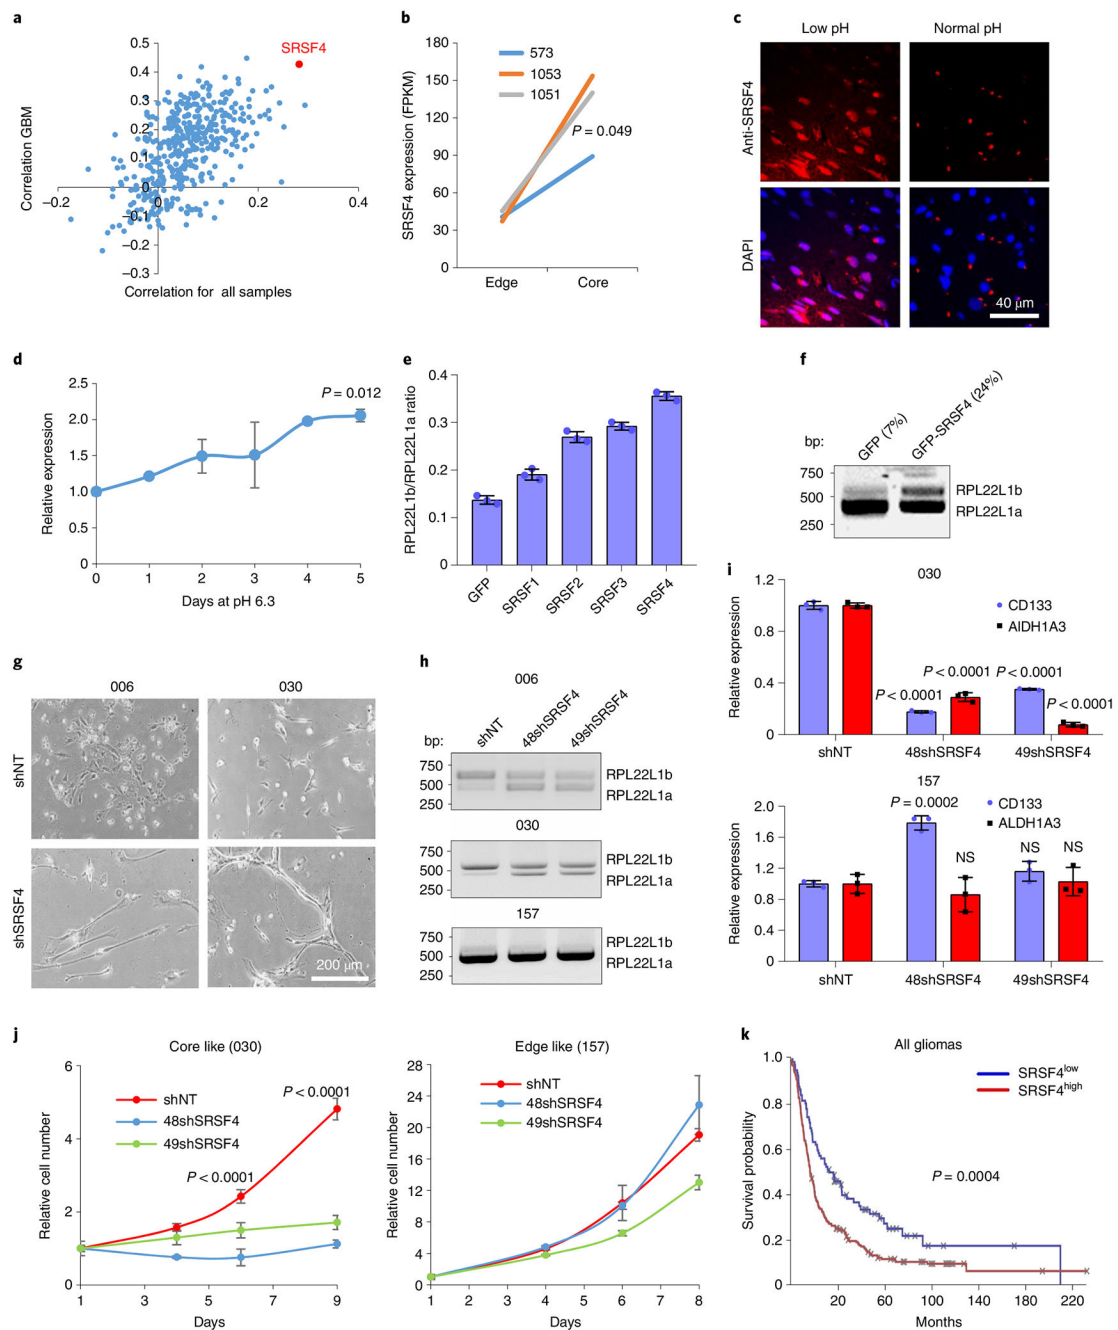 a
0.5
0.4
0.3
0.2
0.1
0
−0.1
−0.2
−0.3
−0.2
0
0.2
0.4
SRSF4
Correlation GBM
Correlation for all samples
b
180
150
120
90
60
30
0
573
1053
1051
P = 0.049
SRSF4 expression (FPKM)
Edge
Core
c
Low pH
Normal pH
Anti-SRSF4
DAPI
40 μm
d
2.5
2.0
1.5
1.0
0.5
0
P = 0.012
Relative expression
0 1 2 3 4 5
Days at pH 6.3
e
0.4
0.3
0.2
0.1
0
RPL22L1b/RPL22L1a ratio
GFP
SRSF1
SRSF2
SRSF3
SRSF4
f
GFP (7%)
GFP-SRSF4 (24%)
bp:
750
500
250
RPL22L1b
RPL22L1a
g
006
030
shNT
shSRSF4
200 μm
h
006
shNT
48shSRSF4
49shSRSF4
bp:
750
500
250
RPL22L1b
RPL22L1a
030
750
500
250
RPL22L1b
RPL22L1a
157
750
500
250
RPL22L1b
RPL22L1a
i
030
1.2
0.8
0.4
0
Relative expression
CD133
AlDH1A3
P < 0.0001
P < 0.0001
P < 0.0001
P < 0.0001
shNT
48shSRSF4
49shSRSF4
157
2.0
1.6
1.2
0.8
0.4
0
Relative expression
CD133
ALDH1A3
P = 0.0002
NS
NS
NS
shNT
48shSRSF4
49shSRSF4
j
Core like (030)
6
4
2
0
Relative cell number
shNT
48shSRSF4
49shSRSF4
P < 0.0001
P < 0.0001
1 3 5 7 9
Days
Edge like (157)
28
24
20
16
12
8
4
0
Relative cell number
shNT
48shSRSF4
49shSRSF4
1 2 3 4 5 6 7 8
Days
k
All gliomas
1.0
0.8
0.6
0.4
0.2
0
Survival probability
SRSF4low
SRSF4high
P = 0.0004
20 60 100 140 180 220
Months